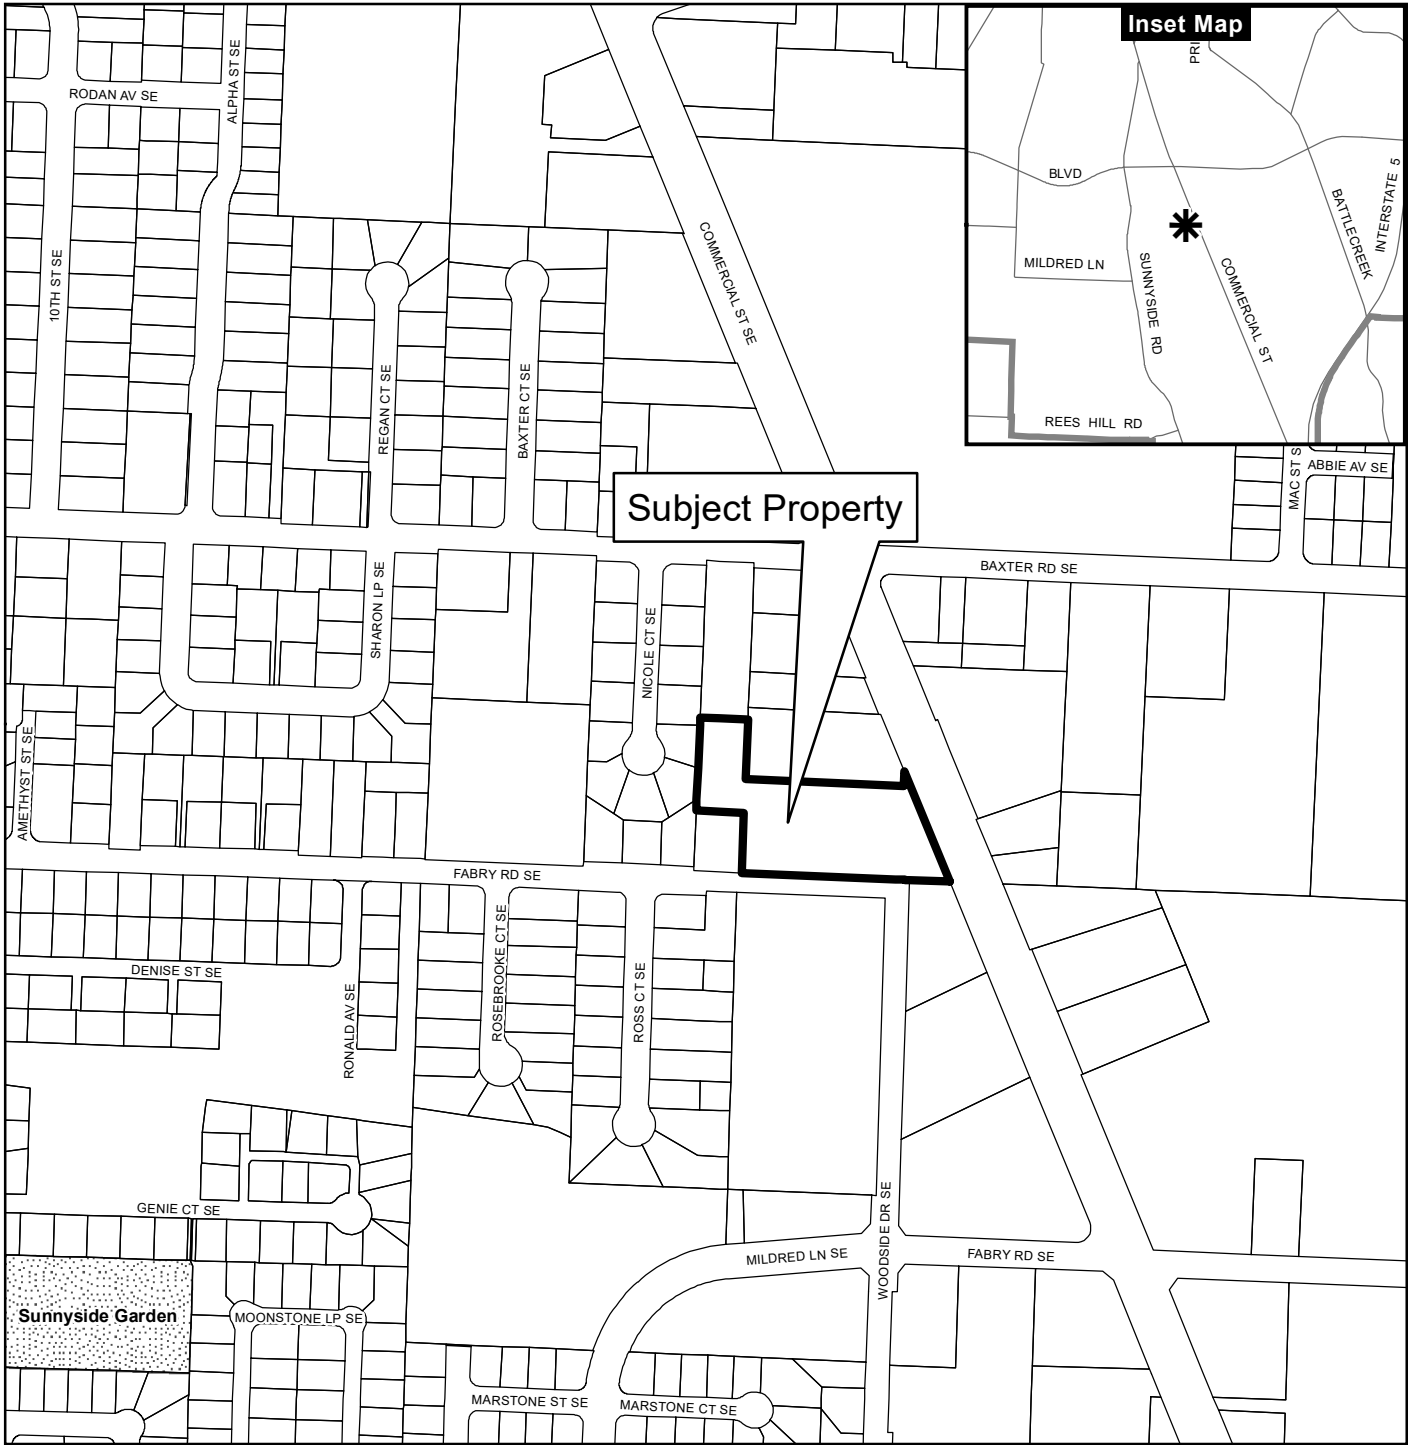 Inset Map
PRI
BLVD
INTERSTATE 5
BATTLECREEK
MILDRED LN
SUNNYSIDE RD
COMMERCIAL ST
REES HILL RD
RODAN AV SE
ALPHA ST SE
10TH ST SE
COMMERCIAL ST SE
REGAN CT SE
BAXTER CT SE
MAC ST S
ABBIE AV SE
Subject Property
BAXTER RD SE
SHARON LP SE
NICOLE CT SE
AMETHYST ST SE
FABRY RD SE
ROSEBROOKE CT SE
ROSS CT SE
DENISE ST SE
RONALD AV SE
GENIE CT SE
WOODSIDE DR SE
MILDRED LN SE
FABRY RD SE
Sunnyside Garden
MOONSTONE LP SE
MARSTONE ST SE
MARSTONE CT SE